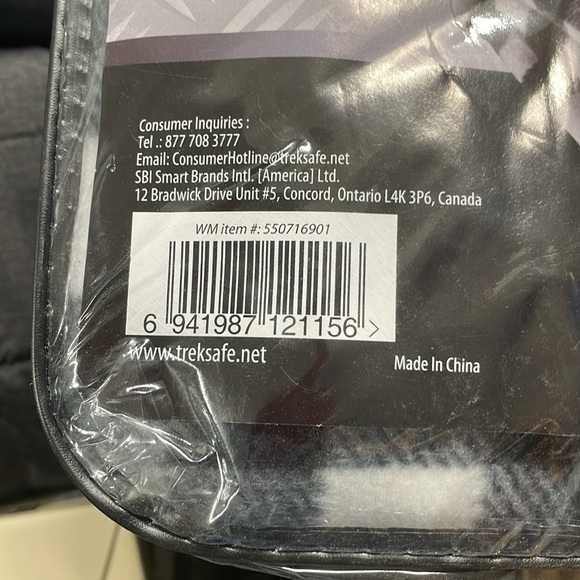 Consumer Inquiries :
Tel .: 877 708 3777
Email: ConsumerHotline@treksafe.net
SBI Smart Brands Intl. [America] Ltd.
12 Bradwick Drive Unit #5, Concord, Ontario L4K 3P6, Canada
WM item #: 550716901
6 941987 121156 >
www.treksafe.net
Made In China